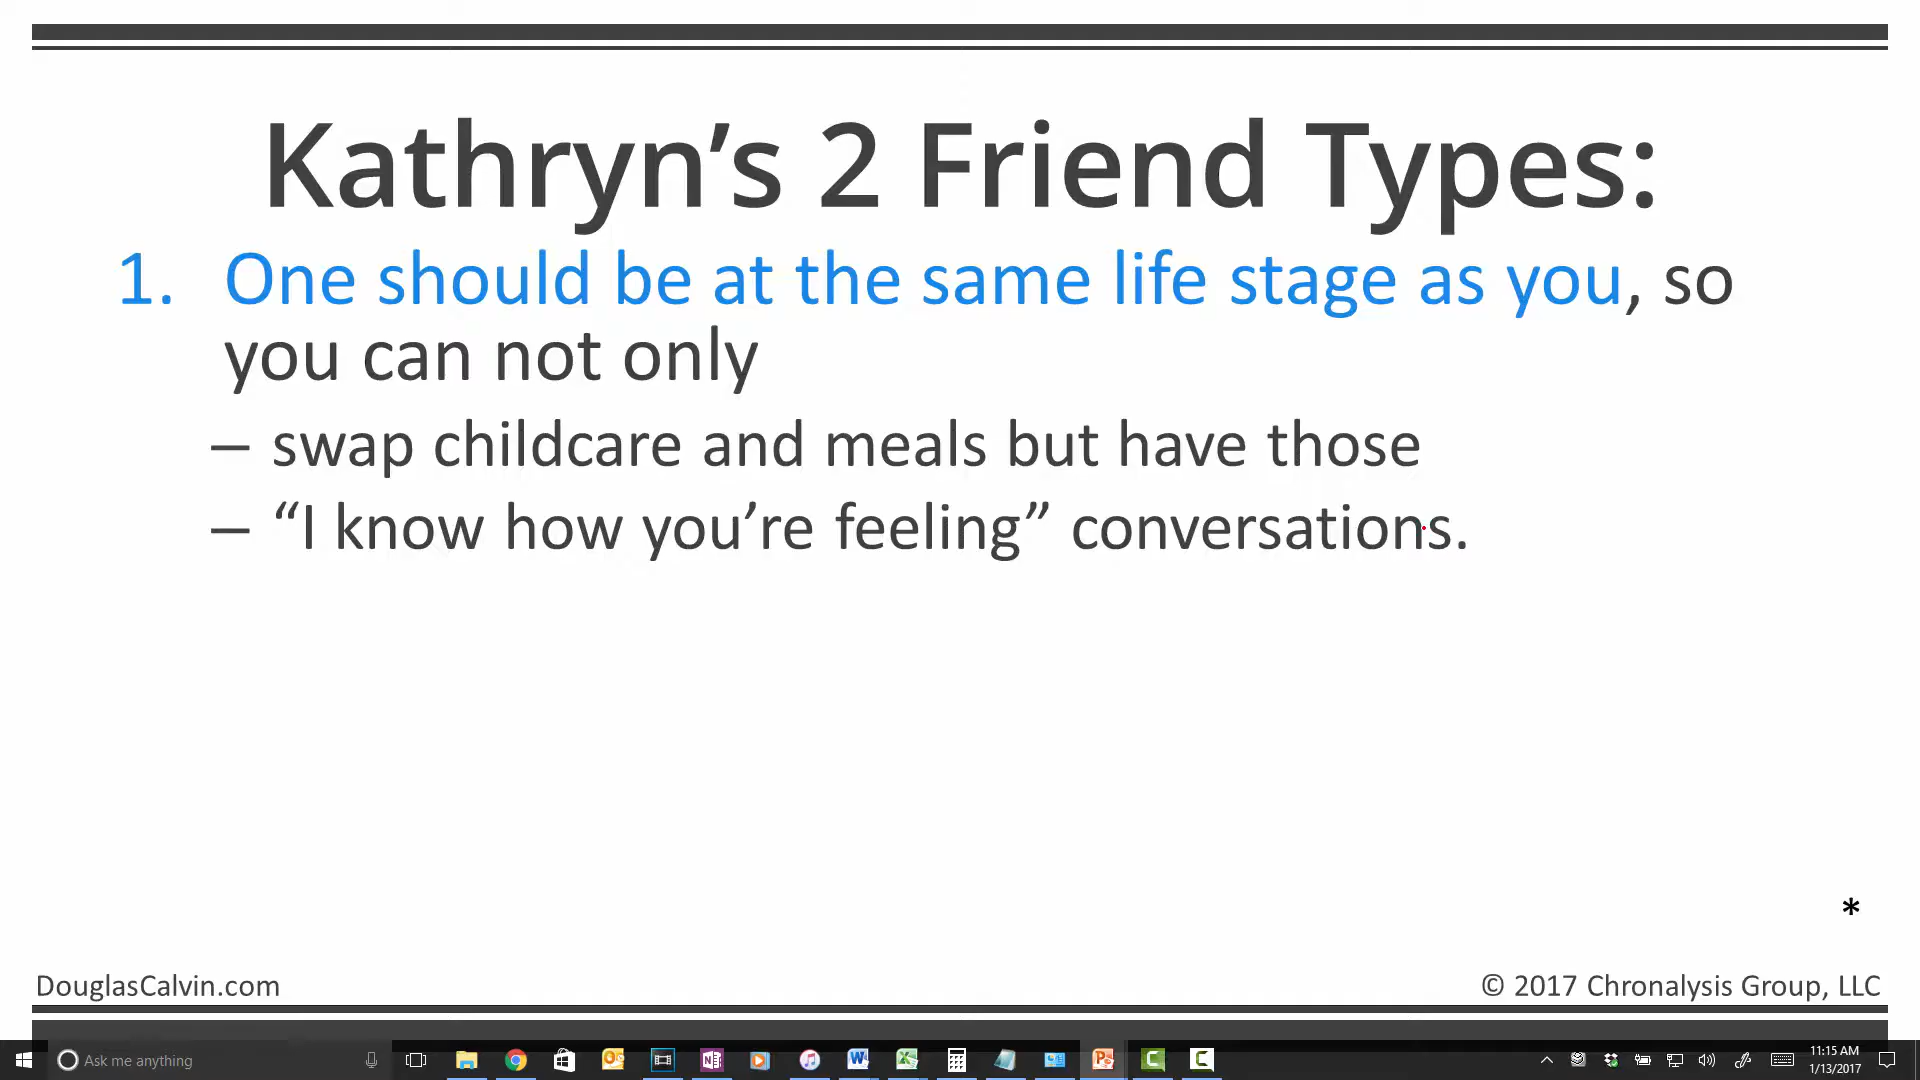 Kathryn’s 2 Friend Types:
1. One should be at the same life stage as you, so
you can not only
– swap childcare and meals but have those
– “I know how you’re feeling” conversations.
*
DouglasCalvin.com
© 2017 Chronalysis Group, LLC
Ask me anything
11:15 AM
1/13/2017